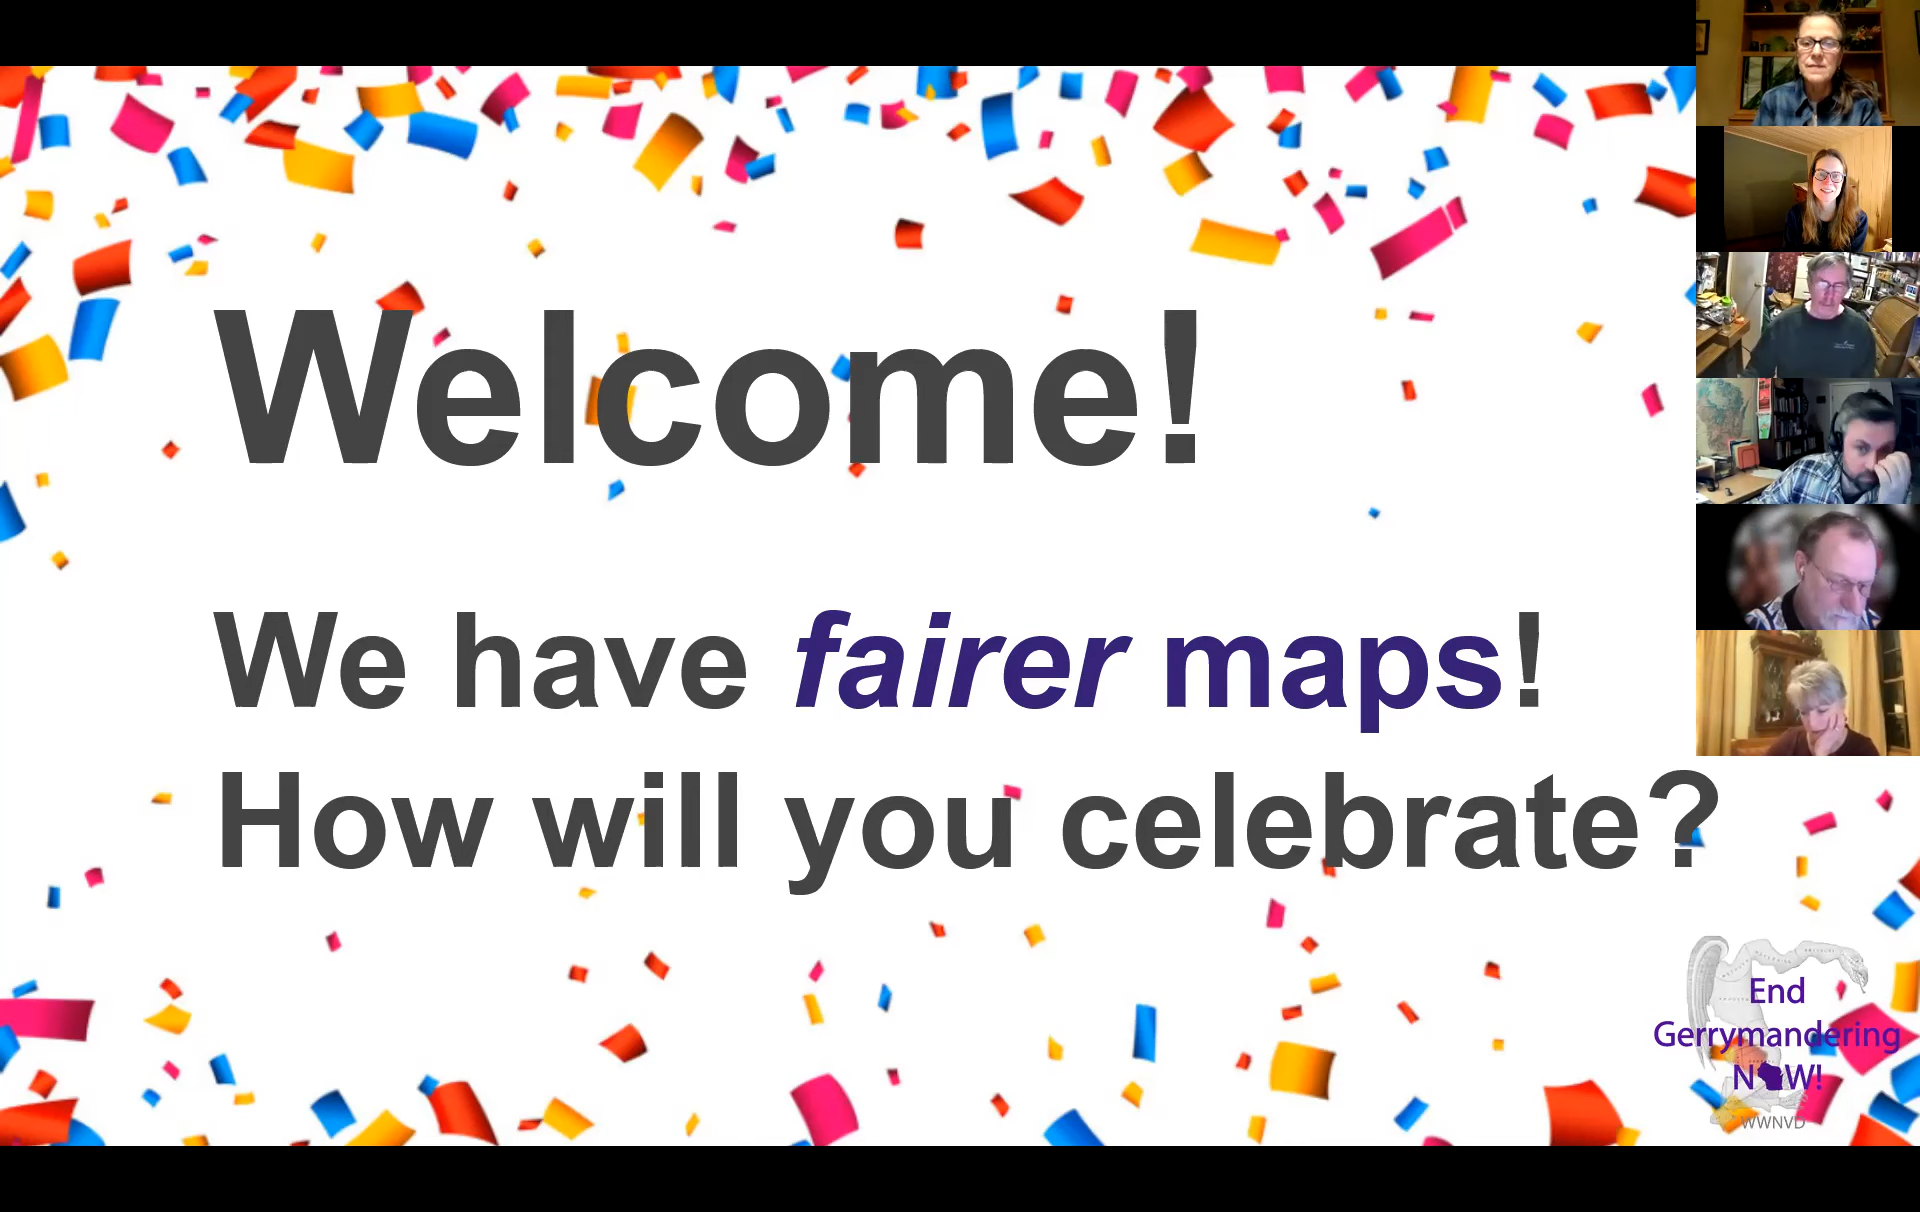 Welcome!
We have fairer maps!
How will you celebrate?
End
Gerrymandering
NOW!
WWNVD